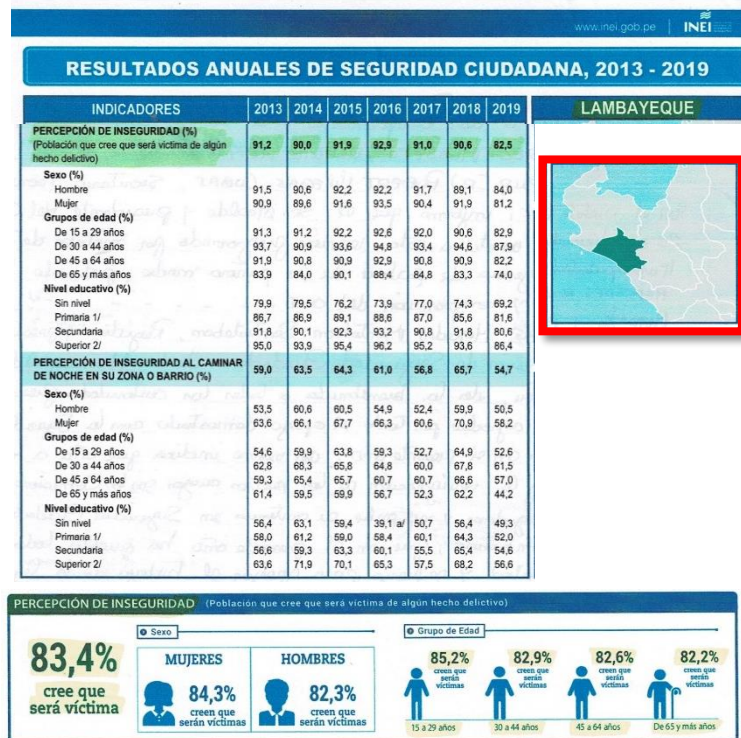 www.inei.gob.pe | INEI
RESULTADOS ANUALES DE SEGURIDAD CIUDADANA, 2013 - 2019
INDICADORES 2013 2014 2015 2016 2017 2018 2019 LAMBAYEQUE
PERCEPCIÓN DE INSEGURIDAD (%)
(Población que cree que será victima de algún hecho delictivo) 91,2 90,0 91,9 92,9 91,0 90,6 82,5
Sexo (%)
Hombre 91,5 90,6 92,2 92,2 91,7 89,1 84,0
Mujer 90,9 89,6 91,6 93,5 90,4 91,9 81,2
Grupos de edad (%)
De 15 a 29 años 91,3 91,2 92,2 92,6 92,0 90,6 82,9
De 30 a 44 años 93,7 90,9 93,6 94,8 93,4 94,6 87,9
De 45 a 64 años 91,9 90,8 90,9 92,9 90,8 90,9 82,2
De 65 y más años 83,9 84,0 90,1 88,4 84,8 83,3 74,0
Nivel educativo (%)
Sin nivel 79,9 79,5 76,2 73,9 77,0 74,3 69,2
Primaria 1/ 86,7 86,9 89,1 88,6 87,0 85,6 81,6
Secundaria 91,8 90,1 92,3 93,2 90,8 91,8 80,6
Superior 2/ 95,0 93,9 95,4 96,2 95,2 93,6 86,4
PERCEPCIÓN DE INSEGURIDAD AL CAMINAR
DE NOCHE EN SU ZONA O BARRIO (%) 59,0 63,5 64,3 61,0 56,8 65,7 54,7
Sexo (%)
Hombre 53,5 60,6 60,5 54,9 52,4 59,9 50,5
Mujer 63,6 66,1 67,7 66,3 60,6 70,9 58,2
Grupos de edad (%)
De 15 a 29 años 54,6 59,9 63,8 59,3 52,7 64,9 52,6
De 30 a 44 años 62,8 68,3 65,8 64,8 60,0 67,8 61,5
De 45 a 64 años 59,3 65,4 65,7 60,7 60,7 66,6 57,0
De 65 y más años 61,4 59,5 59,9 56,7 52,3 62,2 44,2
Nivel educativo (%)
Sin nivel 56,4 63,1 59,4 39,1 a/ 50,7 56,4 49,3
Primaria 1/ 58,0 61,2 59,0 58,4 60,1 64,3 52,0
Secundaria 56,6 59,3 63,3 60,1 55,5 65,4 54,6
Superior 2/ 63,6 71,9 70,1 65,3 57,5 68,2 56,6
PERCEPCIÓN DE INSEGURIDAD (Población que cree que será victima de algún hecho delictivo)
83,4%
cree que
será víctima
Sexo
MUJERES
84,3%
creen que
serán víctimas
HOMBRES
82,3%
creen que
serán víctimas
Grupo de Edad
85,2%
creen que
serán
víctimas
15 a 29 años
82,9%
creen que
serán
víctimas
30 a 44 años
82,6%
creen que
serán
víctimas
45 a 64 años
82,2%
creen que
serán
víctimas
De 65 y más años